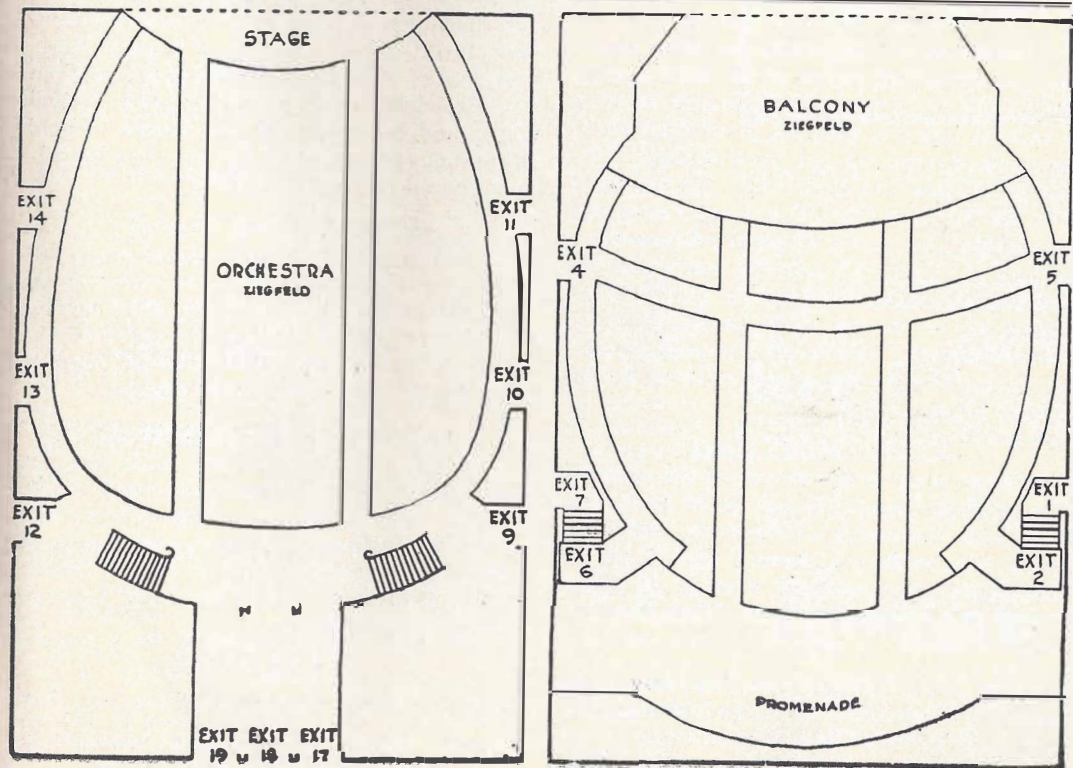 STAGE
EXIT
14
EXIT
11
ORCHESTRA
ZIEGFELD
EXIT
13
EXIT
10
EXIT
12
EXIT
9
EXIT EXIT EXIT
19 18 17
BALCONY
ZIEGFELD
EXIT
4
EXIT
5
EXIT
7
EXIT
1
EXIT
6
EXIT
2
PROMENADE